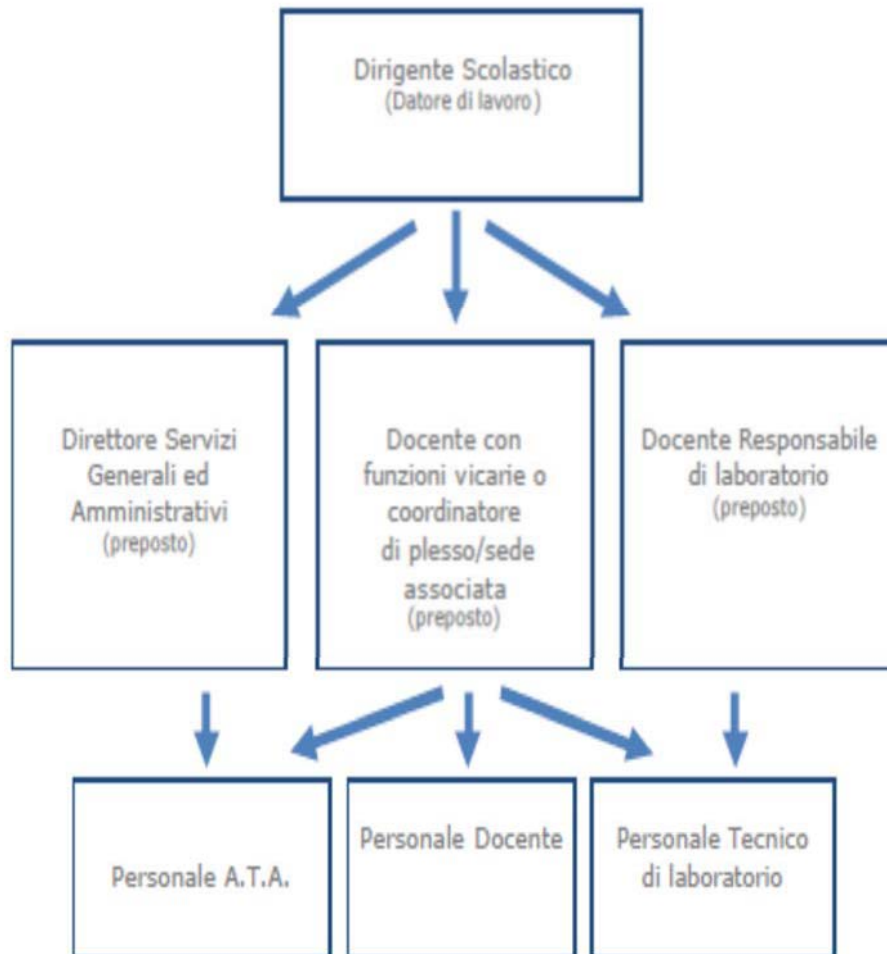 Dirigente Scolastico
(Datore di lavoro)
Direttore Servizi
Generali ed
Amministrativi
(preposto)
Docente con
funzioni vicarie o
coordinatore
di plesso/sede
associata
(preposto)
Docente Responsabile
di laboratorio
(preposto)
Personale A.T.A.
Personale Docente
Personale Tecnico
di laboratorio